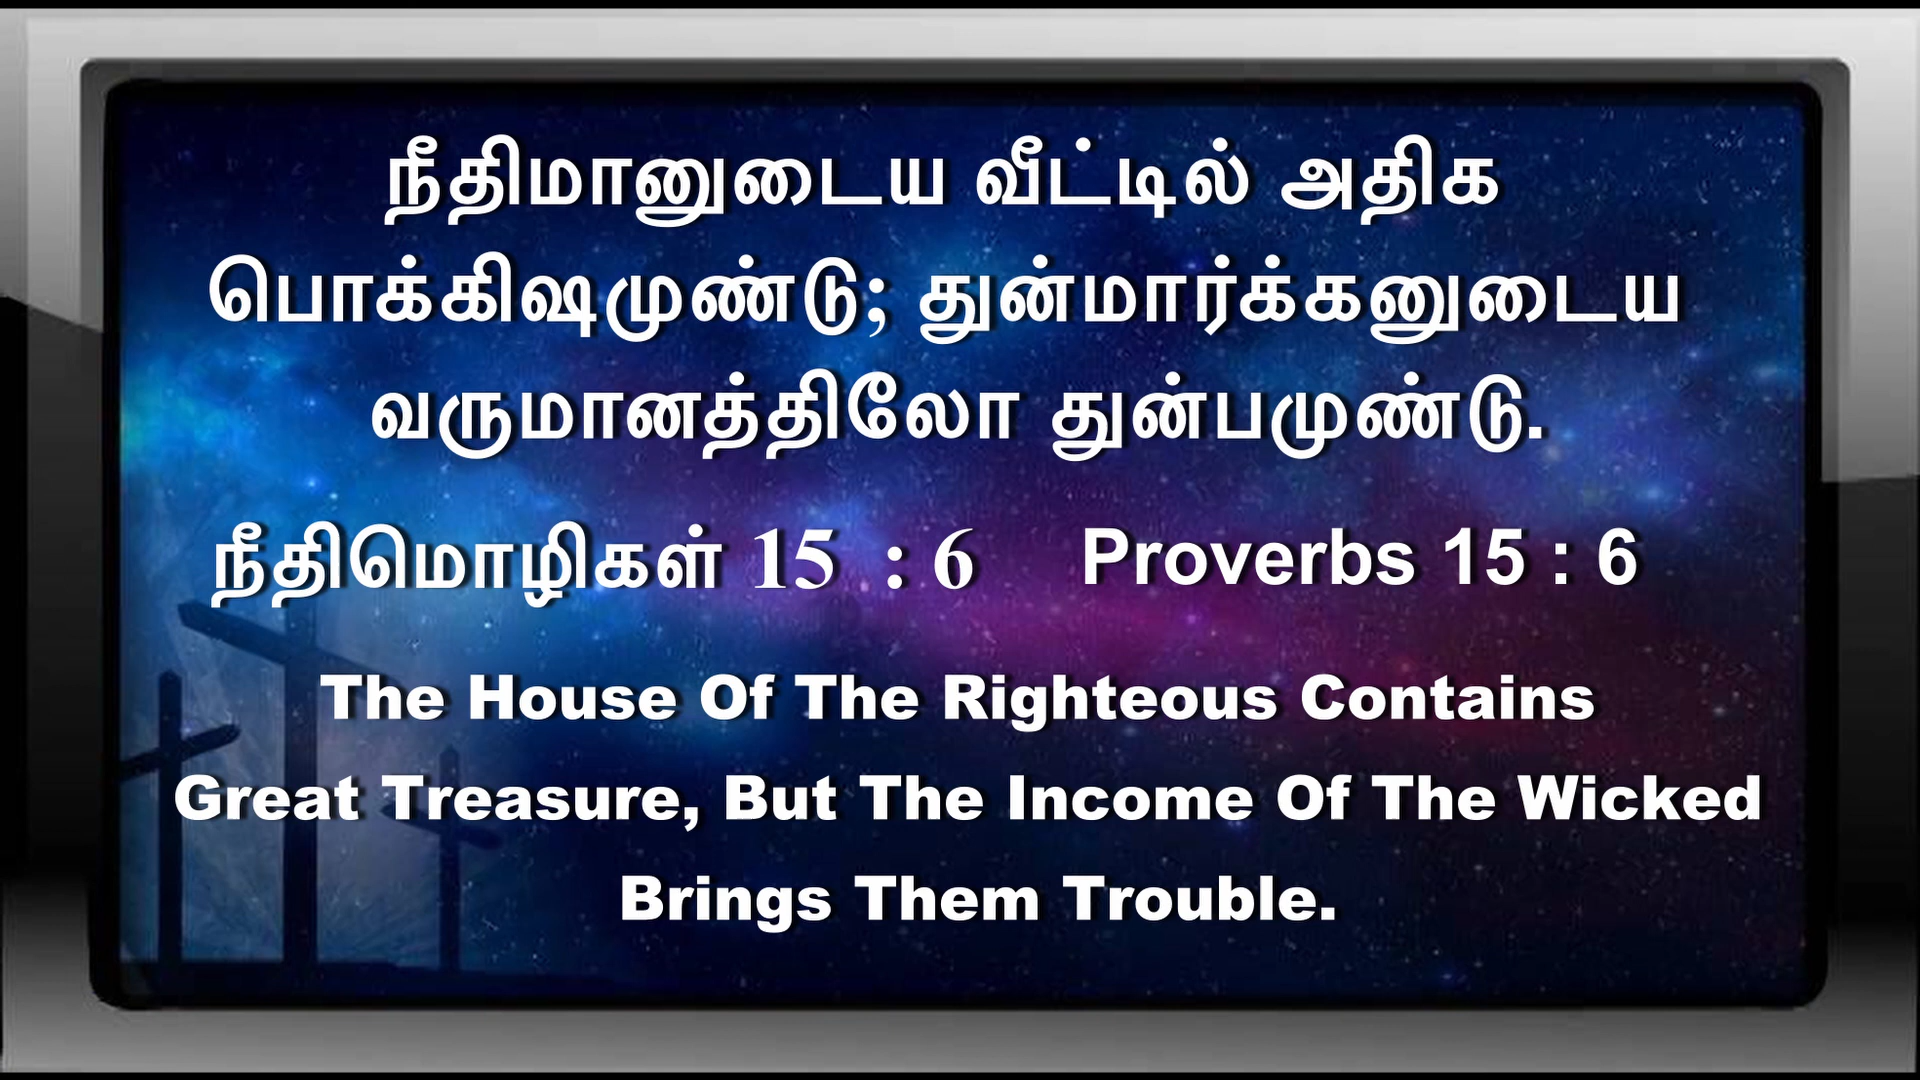 நீதிமானுடைய வீட்டில் அதிக
பொக்கிஷமுண்டு; துன்மார்க்கனுடைய
வருமானத்திலோ துன்பமுண்டு.
நீதிமொழிகள் 15 : 6 Proverbs 15 : 6
The House Of The Righteous Contains
Great Treasure, But The Income Of The Wicked
Brings Them Trouble.